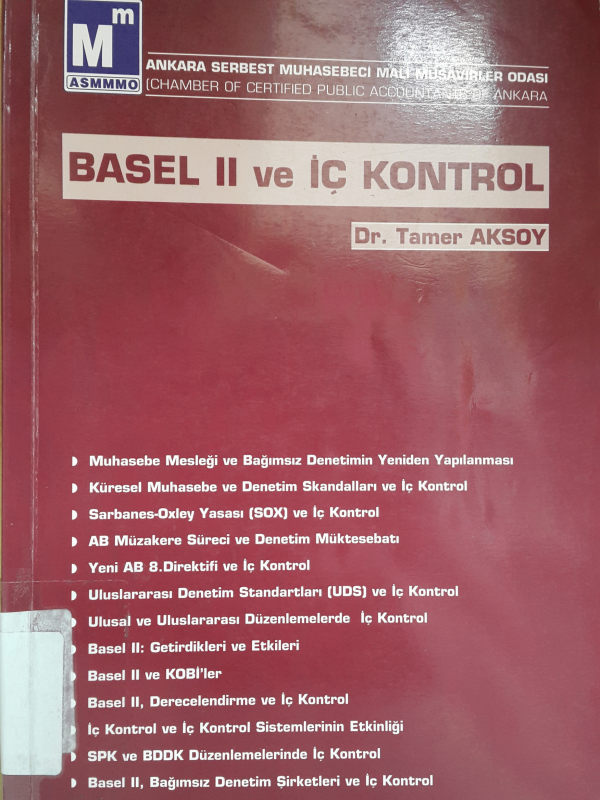 Mm
ASMMMO
ANKARA SERBEST MUHASEBECİ MALİ MÜŞAVİRLER ODASI
(CHAMBER OF CERTIFIED PUBLIC ACCOUNTANTS OF ANKARA
BASEL II ve İÇ KONTROL
Dr. Tamer AKSOY
Muhasebe Mesleği ve Bağımsız Denetimin Yeniden Yapılanması
Küresel Muhasebe ve Denetim Skandalları ve İç Kontrol
Sarbanes-Oxley Yasası (SOX) ve İç Kontrol
AB Müzakere Süreci ve Denetim Müktesebatı
Yeni AB 8.Direktifi ve İç Kontrol
Uluslararası Denetim Standartları (UDS) ve İç Kontrol
Ulusal ve Uluslararası Düzenlemelerde İç Kontrol
Basel II: Getirdikleri ve Etkileri
Basel II ve KOBİ'ler
Basel II, Derecelendirme ve İç Kontrol
İç Kontrol ve İç Kontrol Sistemlerinin Etkinliği
SPK ve BDDK Düzenlemelerinde İç Kontrol
Basel II, Bağımsız Denetim Şirketleri ve İç Kontrol